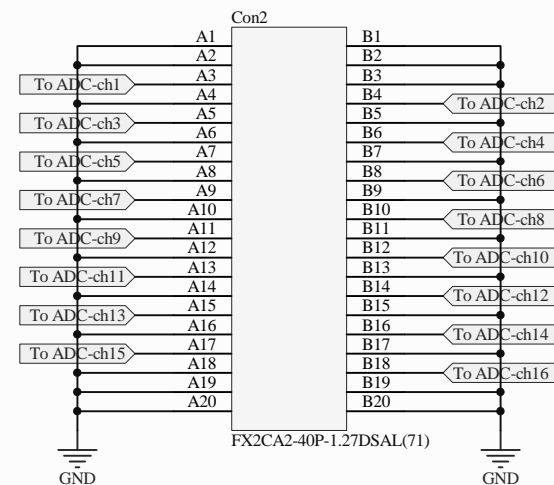 Con2
A1 B1
A2 B2
To ADC-ch1 A3 B3
A4 B4 To ADC-ch2
To ADC-ch3 A5 B5
A6 B6 To ADC-ch4
To ADC-ch5 A7 B7
A8 B8 To ADC-ch6
To ADC-ch7 A9 B9
A10 B10 To ADC-ch8
To ADC-ch9 A11 B11
A12 B12 To ADC-ch10
To ADC-ch11 A13 B13
A14 B14 To ADC-ch12
To ADC-ch13 A15 B15
A16 B16 To ADC-ch14
To ADC-ch15 A17 B17
A18 B18 To ADC-ch16
A19 B19
A20 B20
FX2CA2-40P-1.27DSAL(71)
GND GND